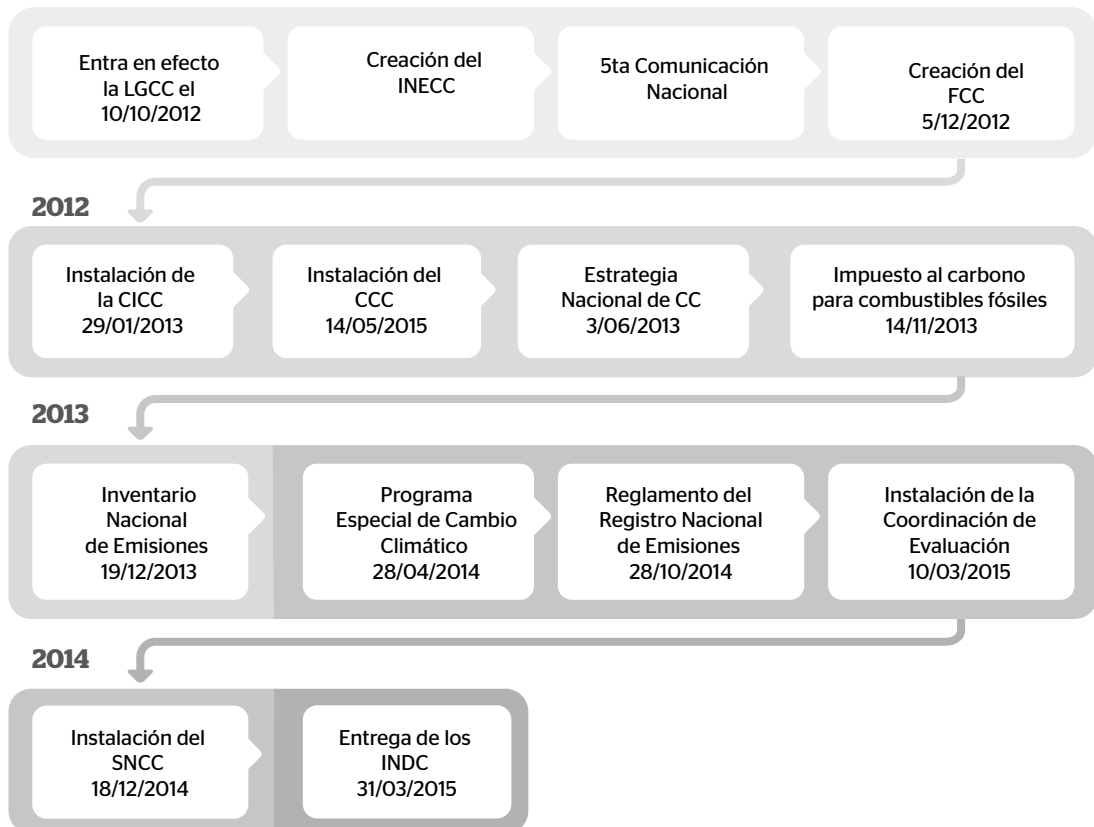 Entra en efecto
la LGCC el
10/10/2012
Creación del
INECC
5ta Comunicación
Nacional
Creación del
FCC
5/12/2012
2012
Instalación de
la CICC
29/01/2013
Instalación del
CCC
14/05/2015
Estrategia
Nacional de CC
3/06/2013
Impuesto al carbono
para combustibles fósiles
14/11/2013
2013
Inventario
Nacional
de Emisiones
19/12/2013
Programa
Especial de Cambio
Climático
28/04/2014
Reglamento del
Registro Nacional
de Emisiones
28/10/2014
Instalación de la
Coordinación de
Evaluación
10/03/2015
2014
Instalación del
SNCC
18/12/2014
Entrega de los
INDC
31/03/2015